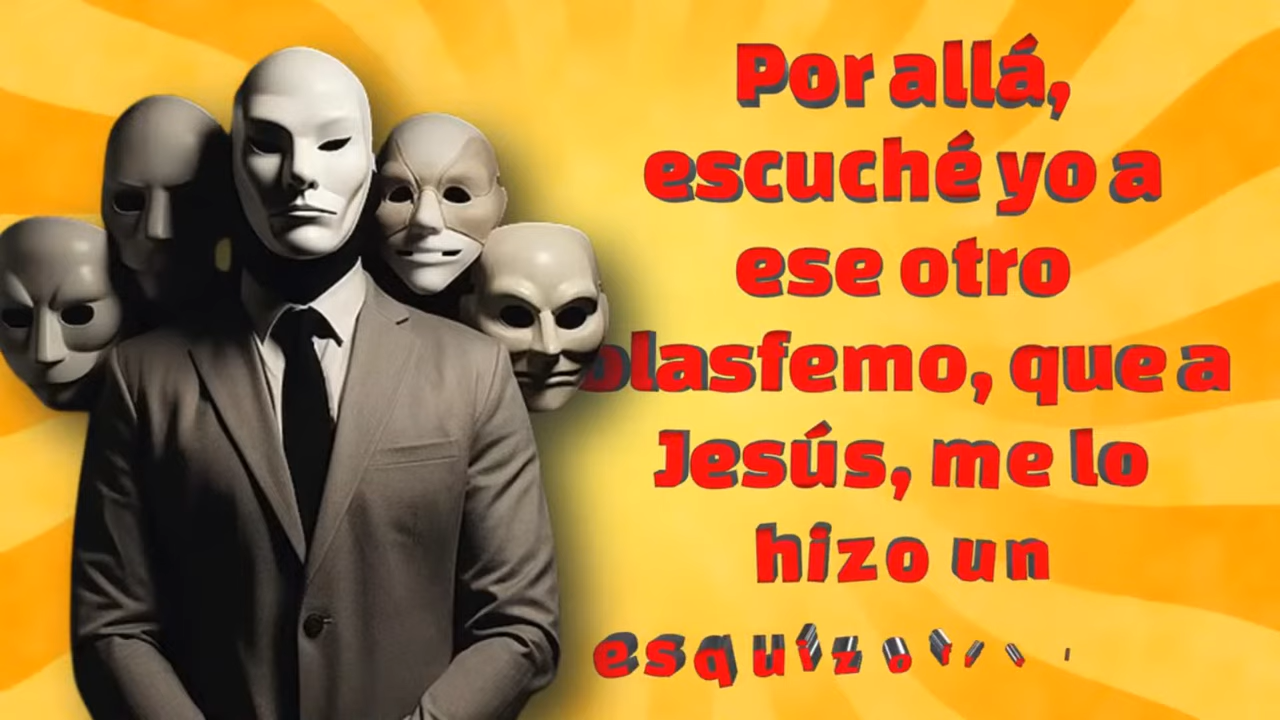 Por allá,
escuché yo a
ese otro
blasfemo, que a
Jesús, me lo
hizo un